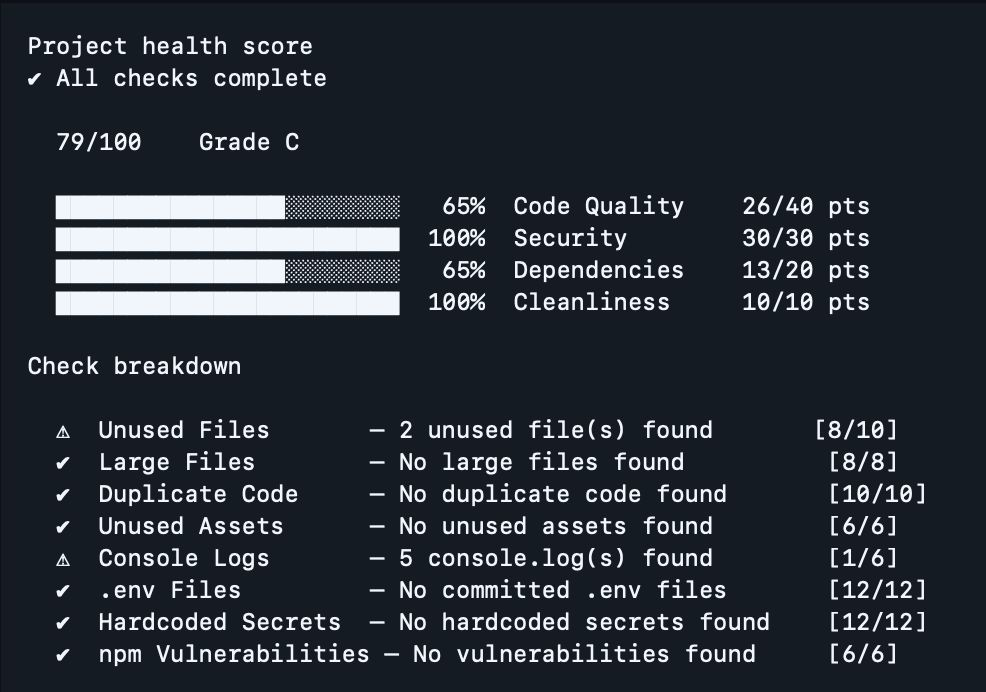 Project health score
✔ All checks complete
79/100    Grade C
65%  Code Quality    26/40 pts
100%  Security    30/30 pts
65%  Dependencies    13/20 pts
100%  Cleanliness    10/10 pts
Check breakdown
⚠  Unused Files — 2 unused file(s) found [8/10]
✔  Large Files — No large files found [8/8]
✔  Duplicate Code — No duplicate code found [10/10]
✔  Unused Assets — No unused assets found [6/6]
⚠  Console Logs — 5 console.log(s) found [1/6]
✔  .env Files — No committed .env files [12/12]
✔  Hardcoded Secrets — No hardcoded secrets found [12/12]
✔  npm Vulnerabilities — No vulnerabilities found [6/6]